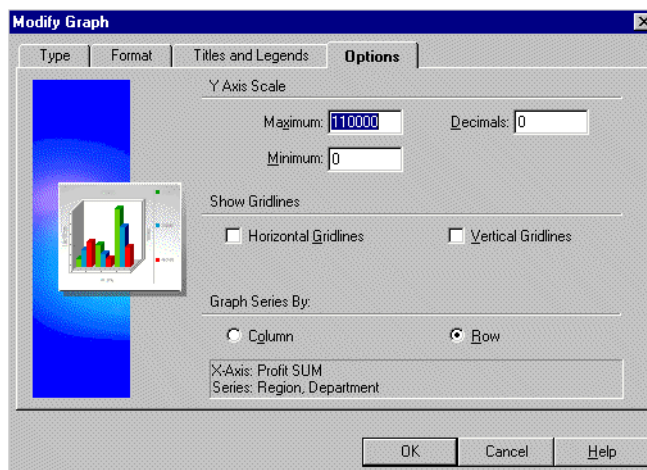 Modify Graph
Type Format Titles and Legends Options
Y Axis Scale
Maximum: 110000 Decimals: 0
Minimum: 0
Show Gridlines
Horizontal Gridlines Vertical Gridlines
Graph Series By:
Column Row
X-Axis: Profit SUM
Series: Region, Department
OK Cancel Help